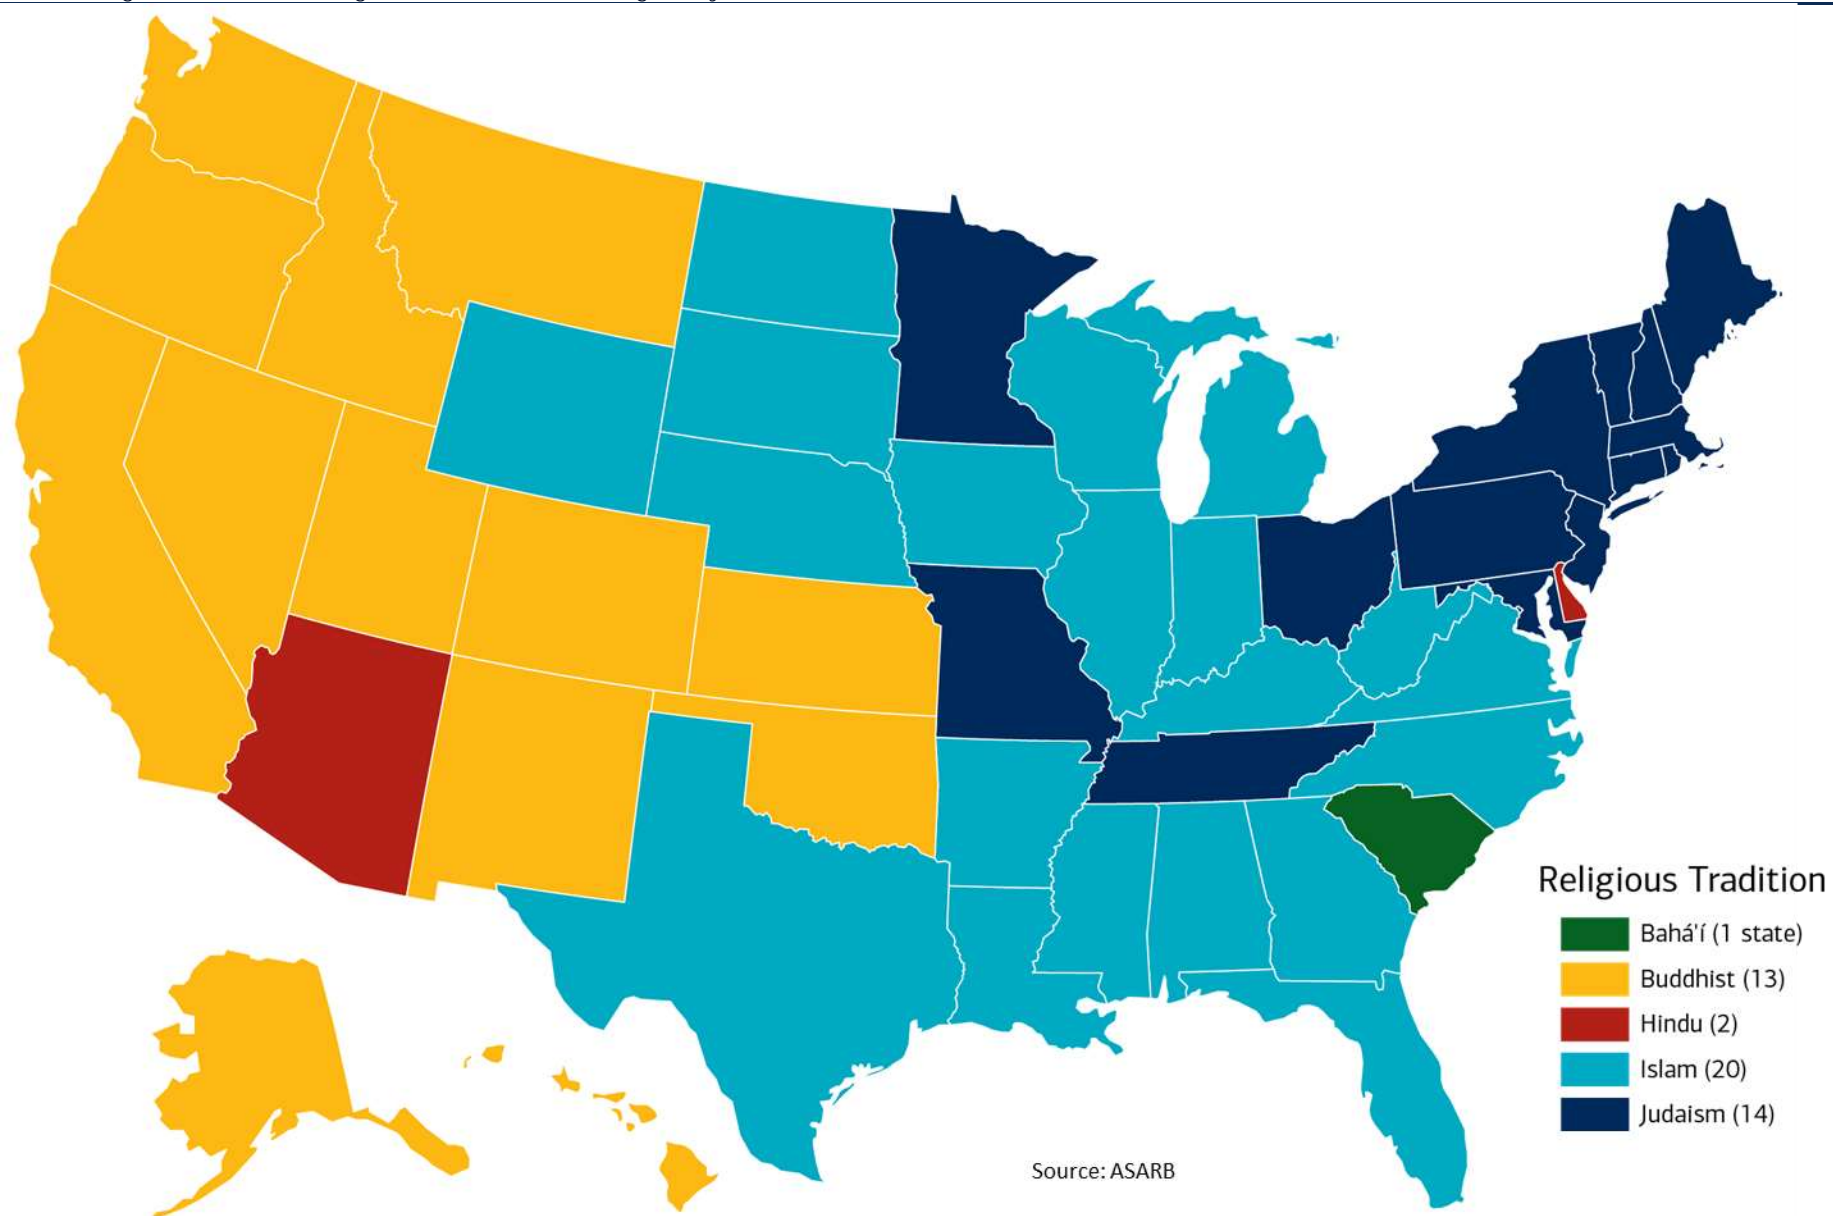 Religious Tradition
Bahá'í (1 state)
Buddhist (13)
Hindu (2)
Islam (20)
Judaism (14)
Source: ASARB